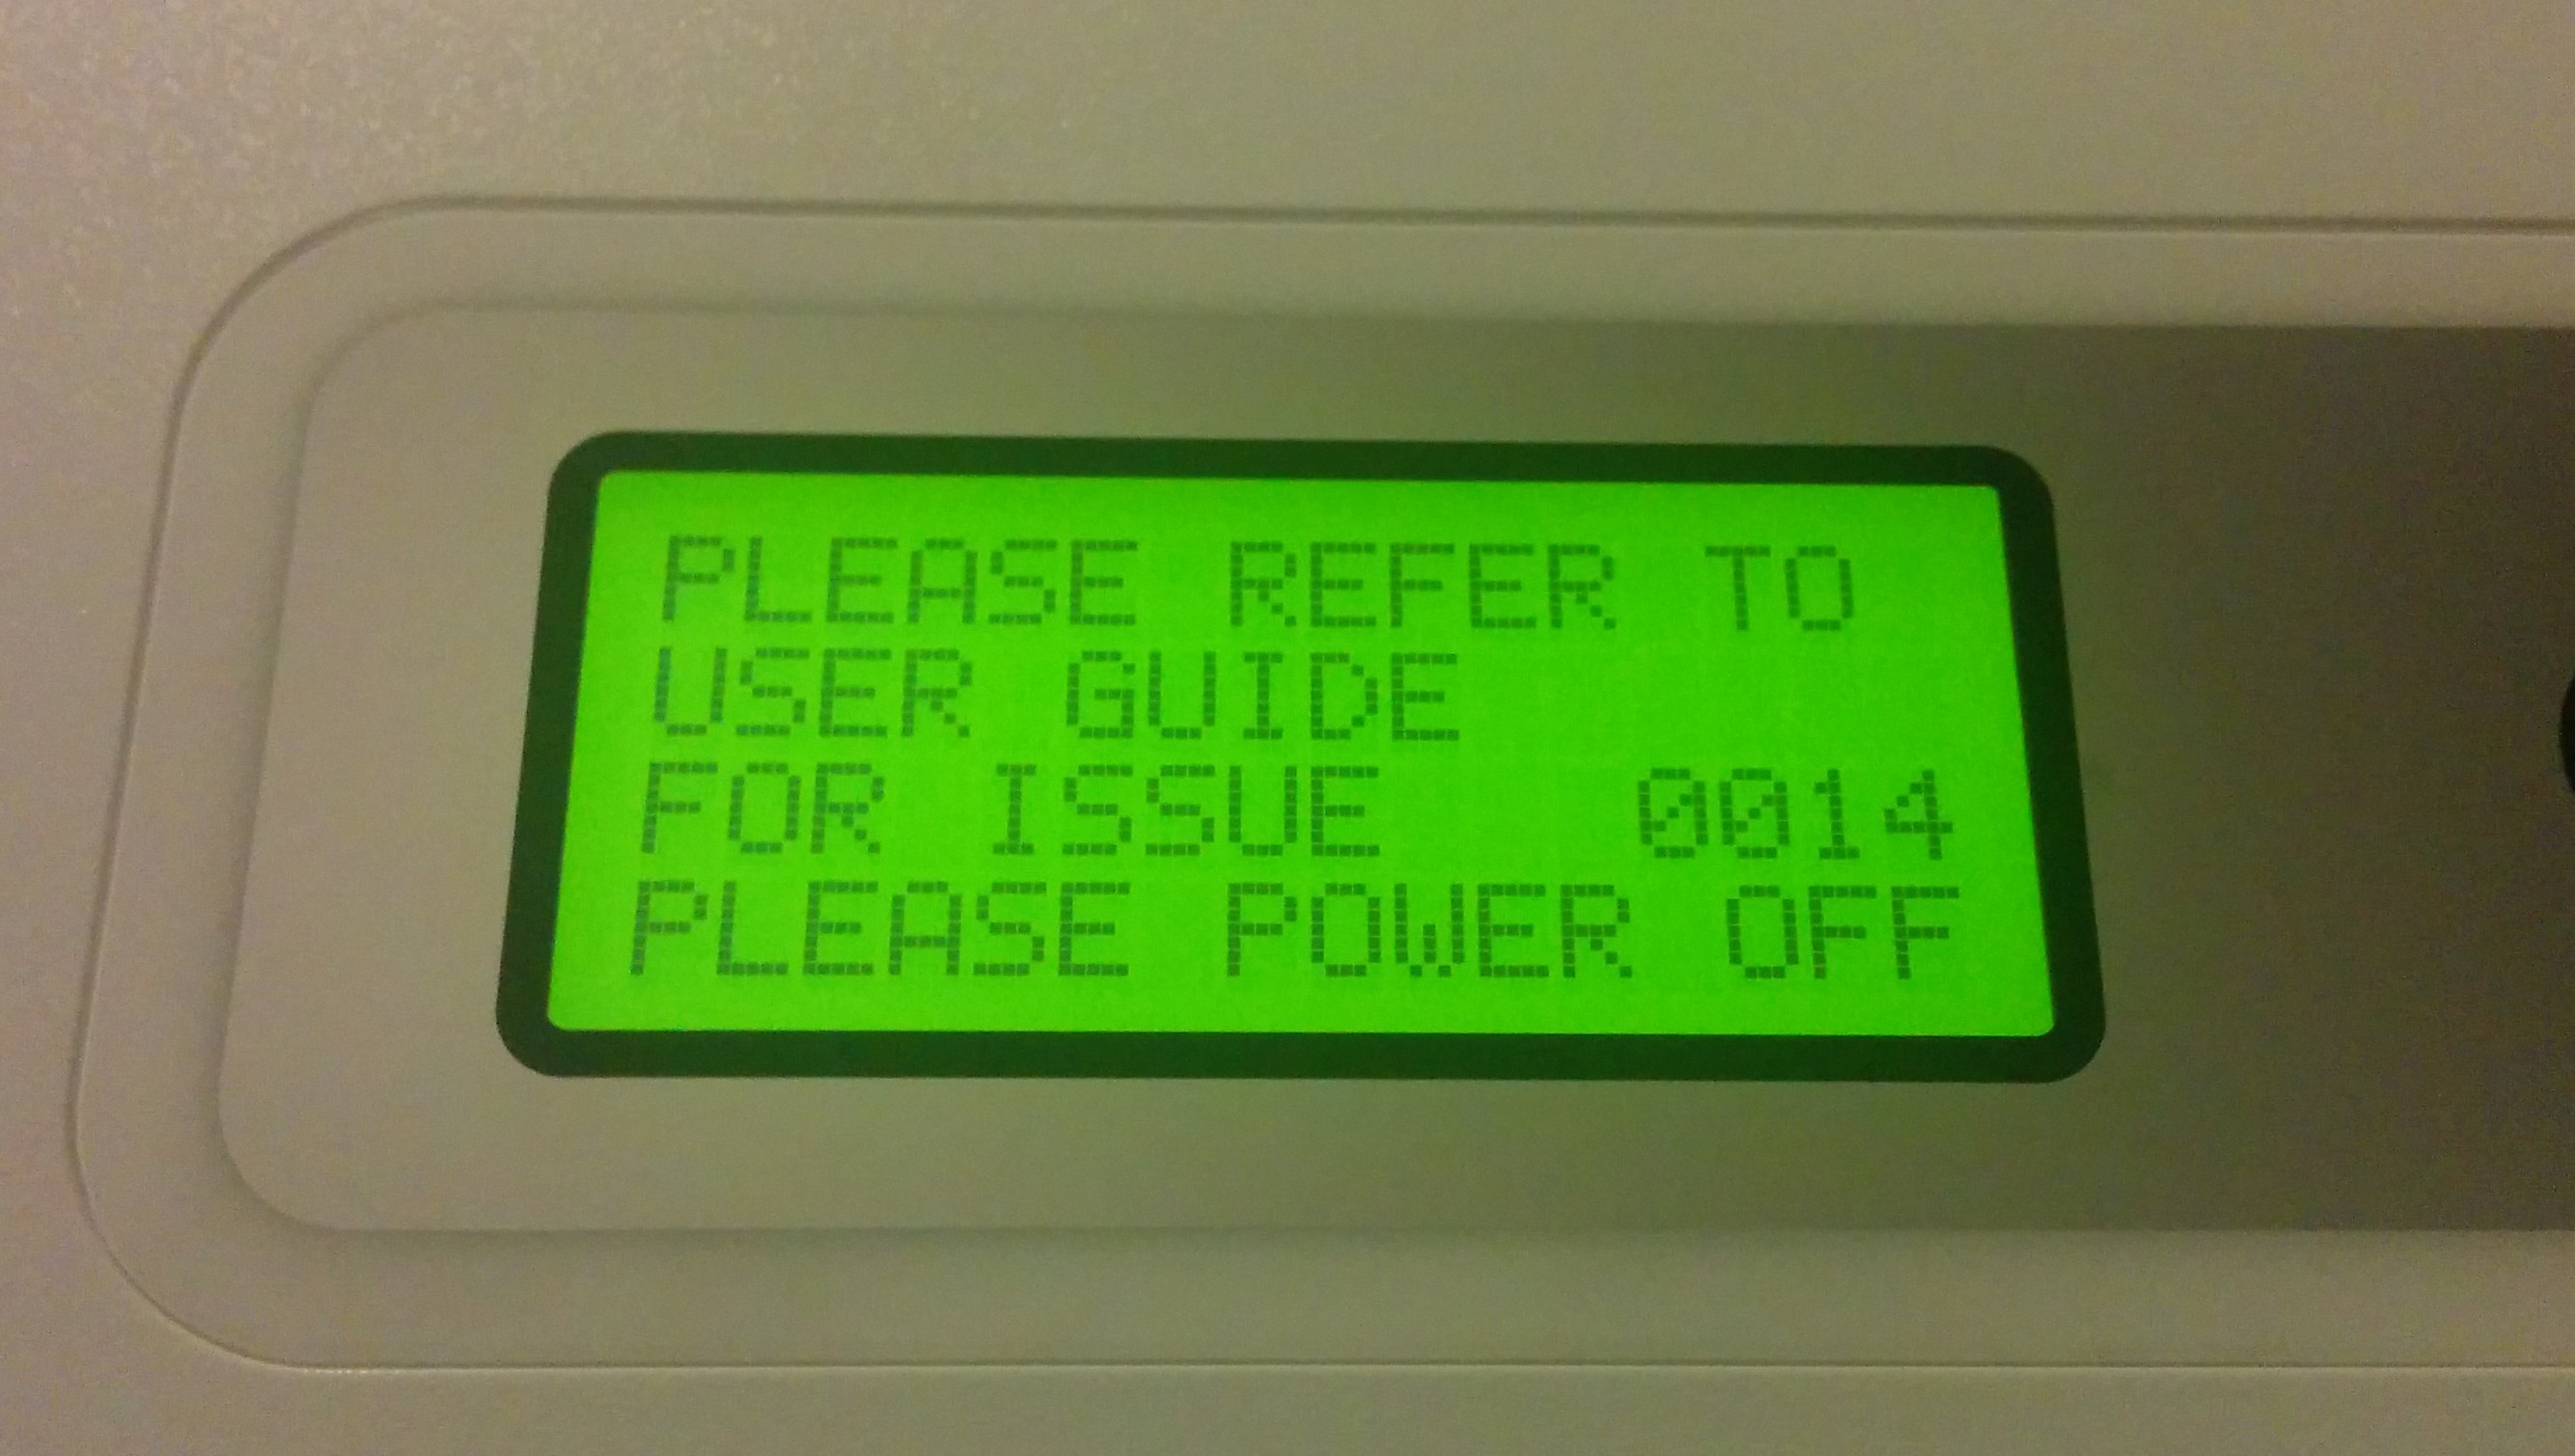 PLEASE REFER TO
USER GUIDE
FOR ISSUE 0014
PLEASE POWER OFF